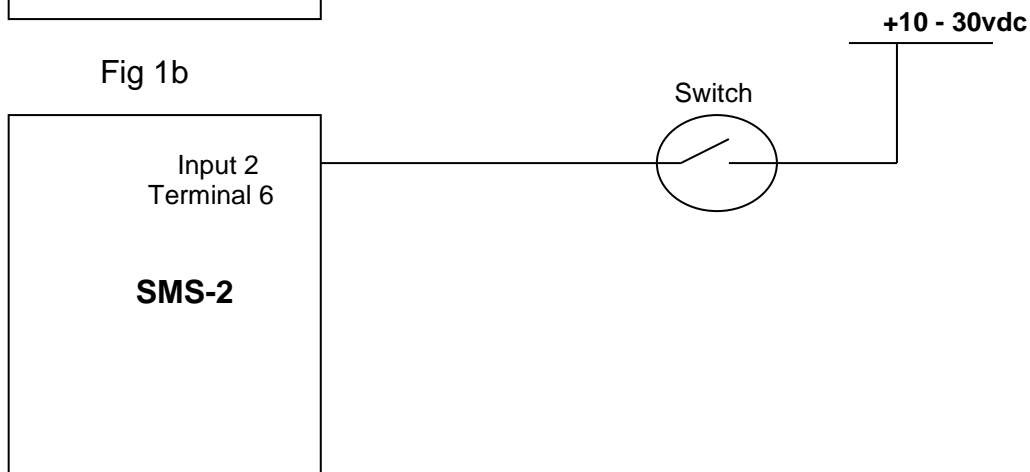 +10 - 30vdc
Fig 1b
Switch
Input 2
Terminal 6
SMS-2